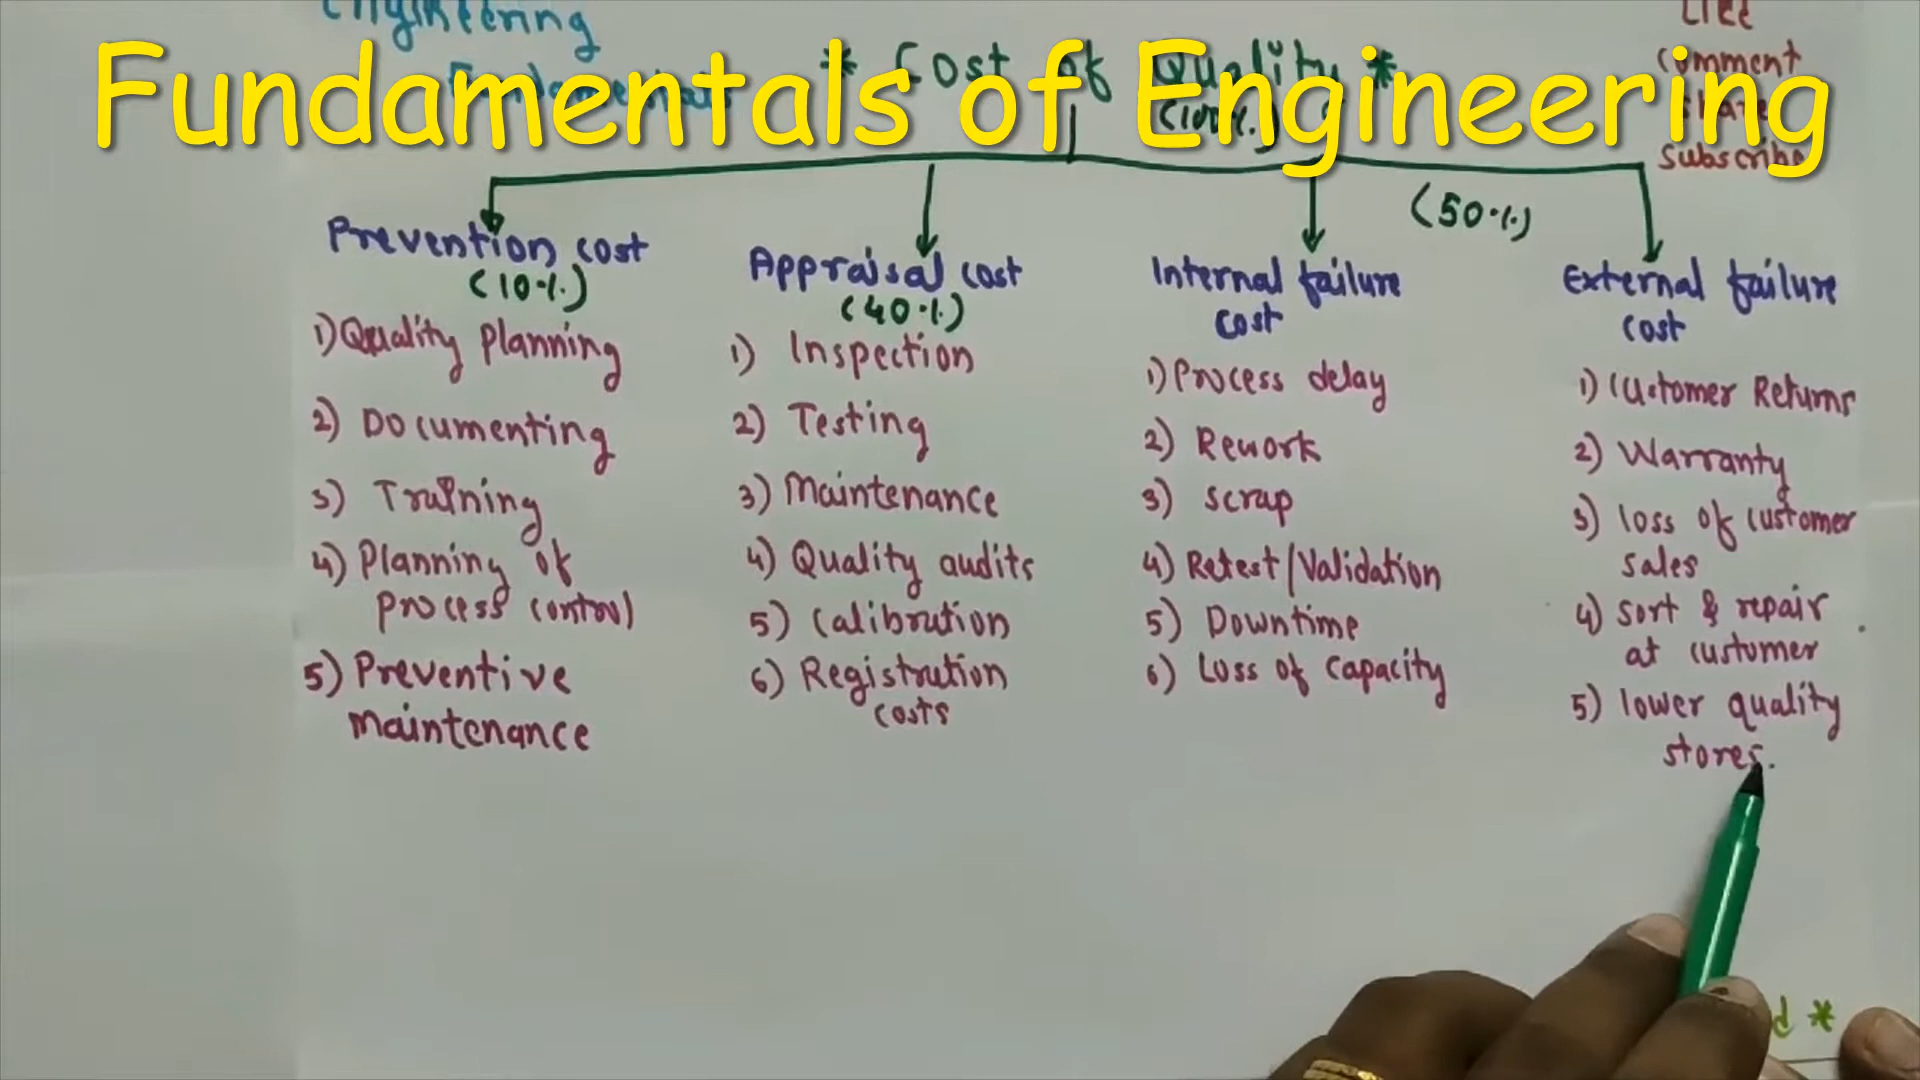 Fundamentals of Engineering
Engineering
* Cost of Quality *
(100%)
Like
comment
share
subscribe
(50%)
Prevention cost
(10%)
1) Quality Planning
2) Documenting
3) Training
4) Planning of
process control
5) Preventive
maintenance
Appraisal cost
(40%)
1) Inspection
2) Testing
3) Maintenance
4) Quality audits
5) Calibration
6) Registration
costs
Internal failure
cost
1) Process delay
2) Rework
3) scrap
4) Retest/Validation
5) Downtime
6) Loss of capacity
External failure
cost
1) Customer Returns
2) Warranty
3) loss of customer
sales
4) sort & repair
at customer
5) lower quality
stores.